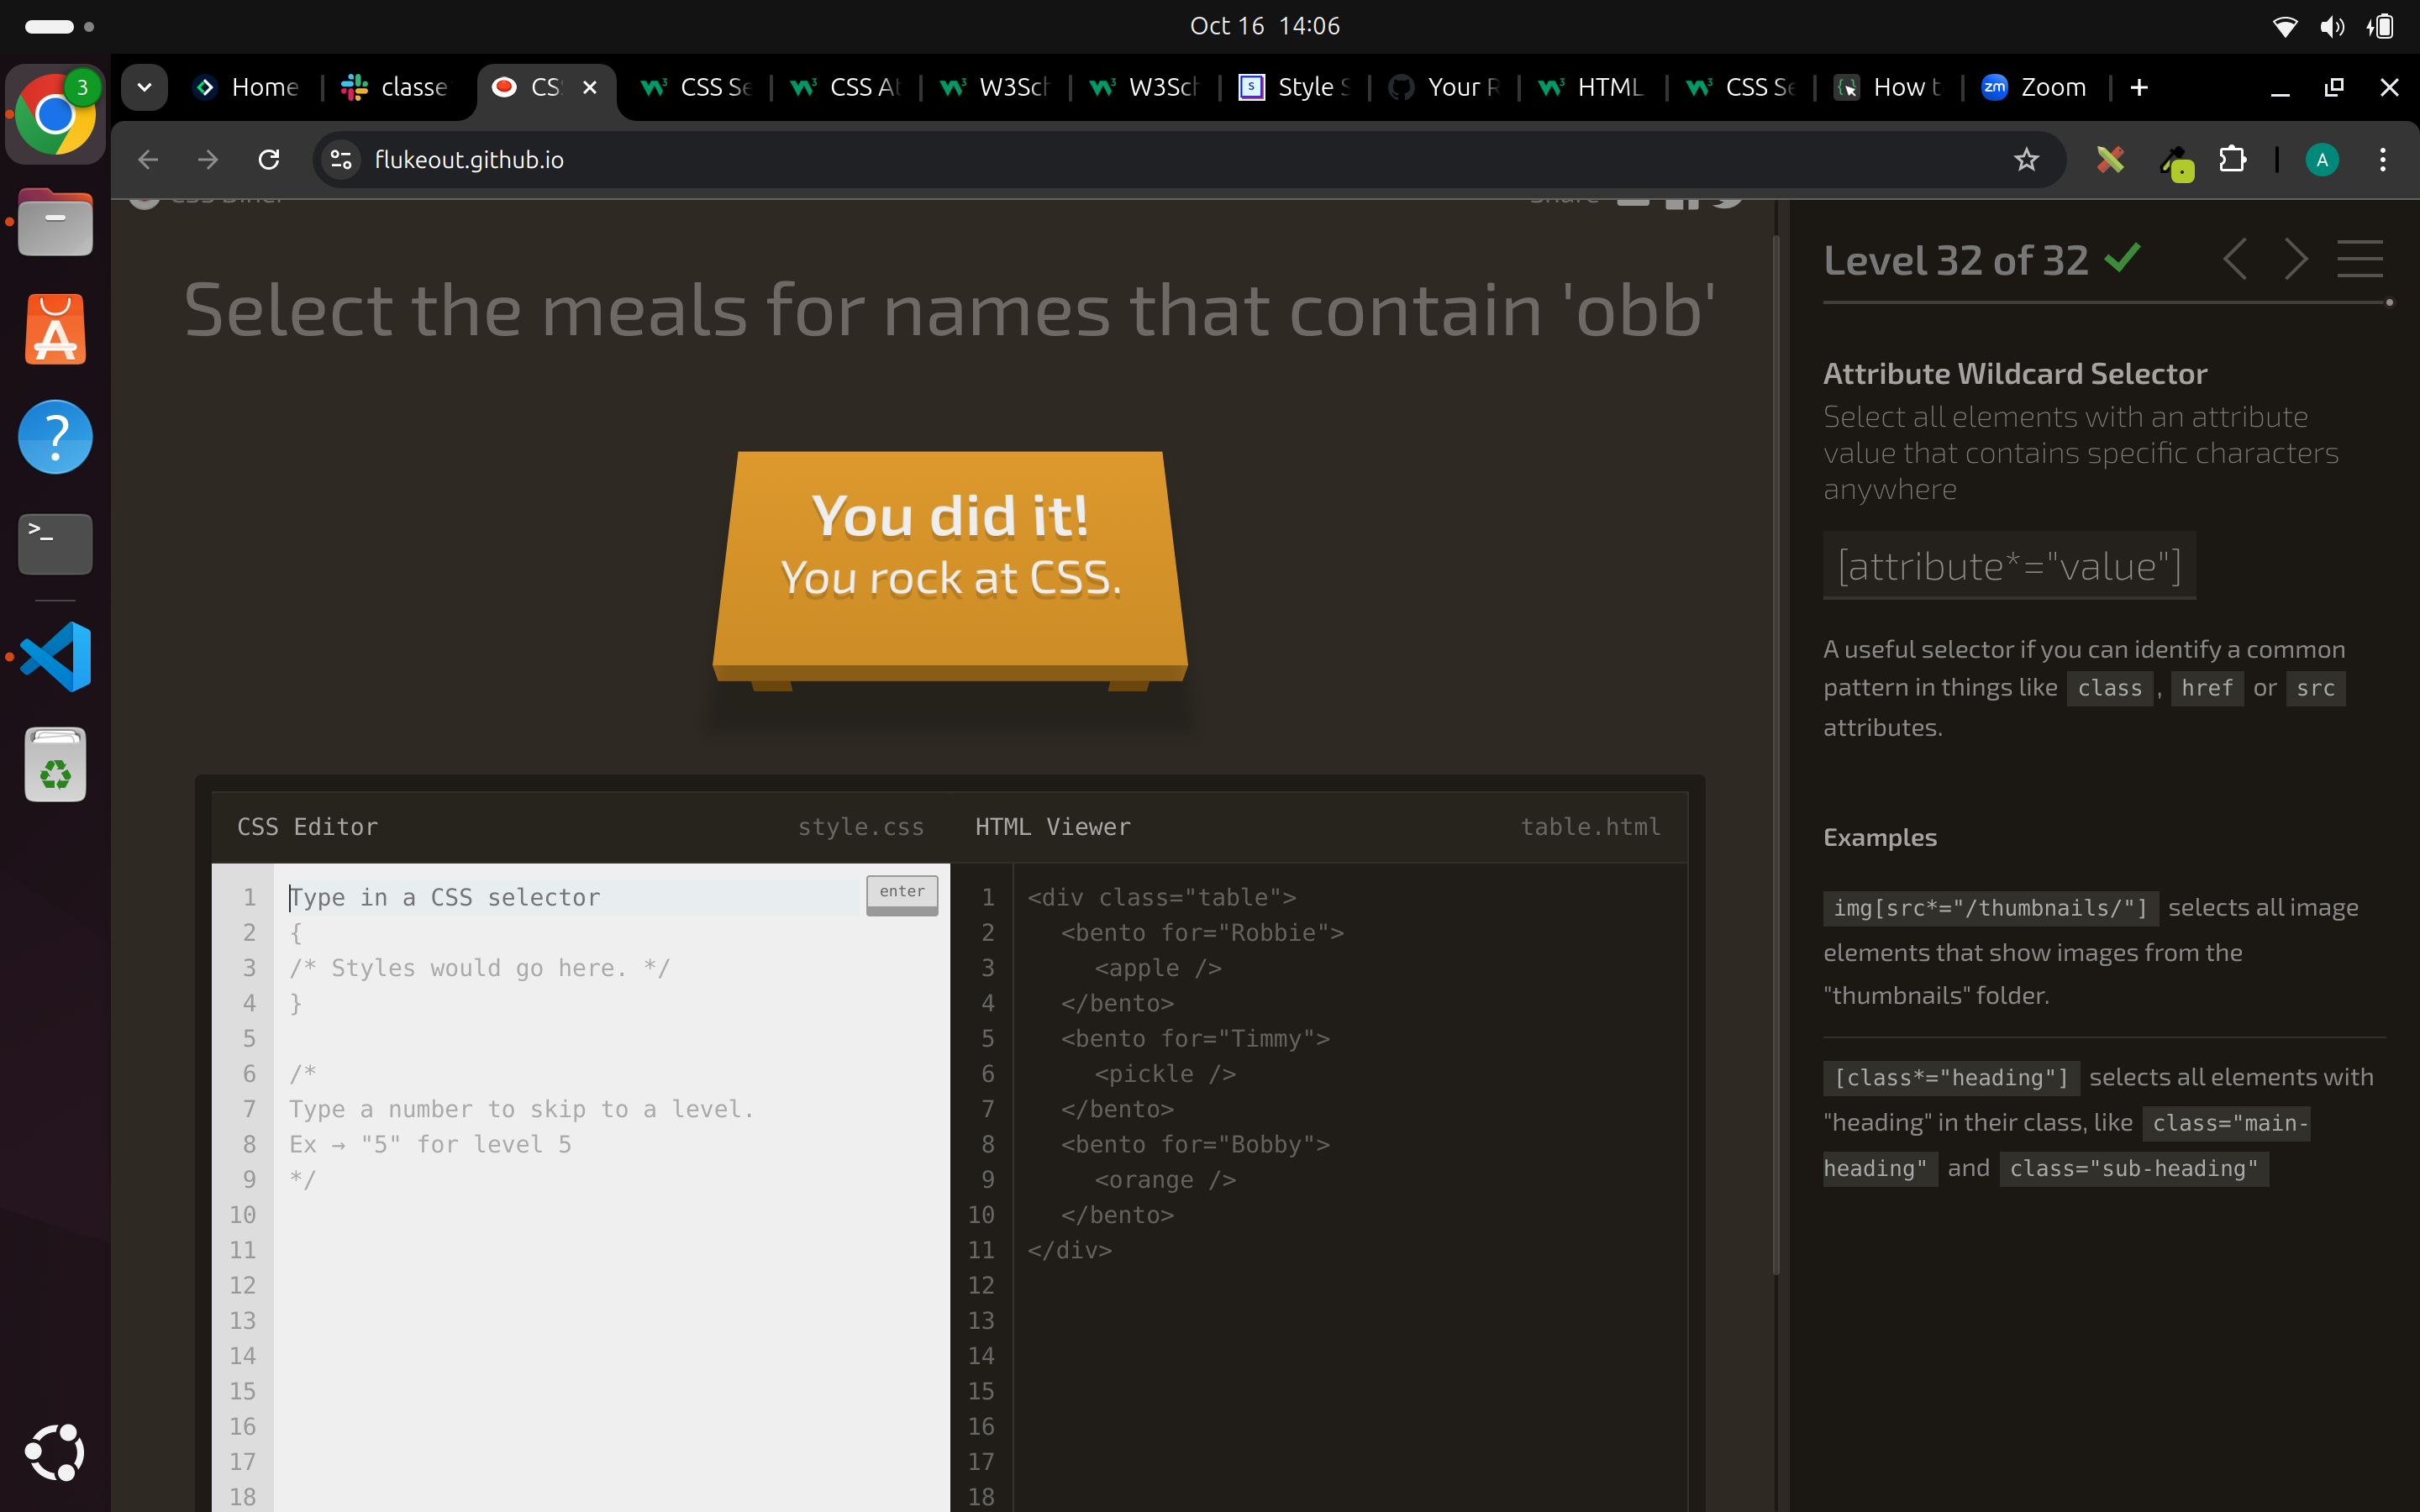 Oct 16 14:06
3
Home
classe
CS
CSS Se
CSS At
W3Sch
W3Sch
S
Style S
Your R
HTML
CSS Se
How t
zm
Zoom
flukeout.github.io
A
Select the meals for names that contain 'obb'
You did it!
You rock at CSS.
CSS Editor style.css
HTML Viewer table.html
1 Type in a CSS selector
enter
2 {
3 /* Styles would go here. */
4 }
5
6 /*
7 Type a number to skip to a level.
8 Ex → "5" for level 5
9 */
10
11
12
13
14
15
16
17
18
1 <div class="table">
2 <bento for="Robbie">
3 <apple />
4 </bento>
5 <bento for="Timmy">
6 <pickle />
7 </bento>
8 <bento for="Bobby">
9 <orange />
10 </bento>
11 </div>
12
13
14
15
16
17
18
Level 32 of 32
Attribute Wildcard Selector
Select all elements with an attribute
value that contains specific characters
anywhere
[attribute*="value"]
A useful selector if you can identify a common
pattern in things like class , href or src
attributes.
Examples
img[src*="/thumbnails/"] selects all image
elements that show images from the
"thumbnails" folder.
[class*="heading"] selects all elements with
"heading" in their class, like class="main-
heading" and class="sub-heading"